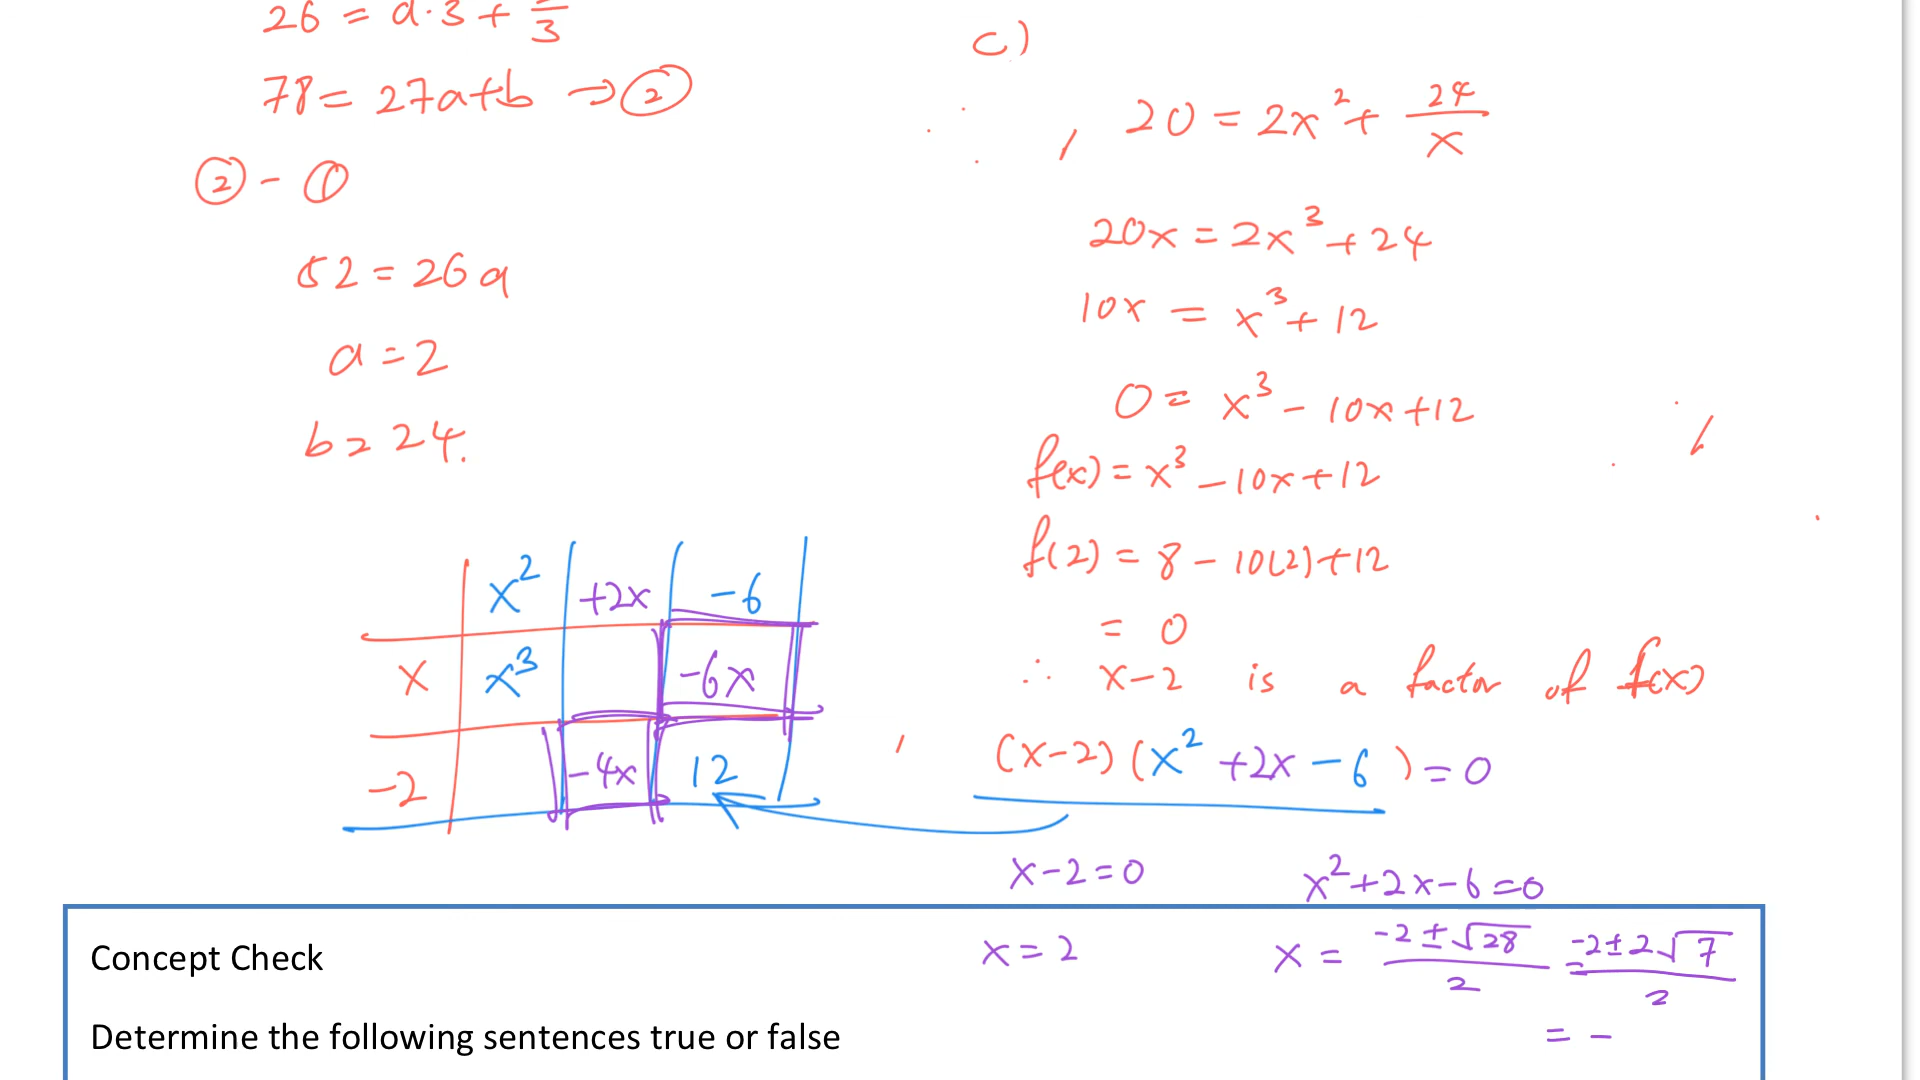 26 = a·3 + /3
78 = 27a+b → ②
② - ①
52 = 26a
a = 2
b = 24.
x² +2x -6
x x³ -6x
-2 -4x 12
c)
20 = 2x² + 24/x
20x = 2x³ + 24
10x = x³ + 12
0 = x³ - 10x + 12
f(x) = x³ - 10x + 12
f(2) = 8 - 10(2) + 12
= 0
∴ x-2 is a factor of f(x)
(x-2)(x² +2x - 6) = 0
x-2=0 x²+2x-6=0
x = 2 x = (-2±√28)/2 = (-2±2√7)/2
= -
Concept Check
Determine the following sentences true or false